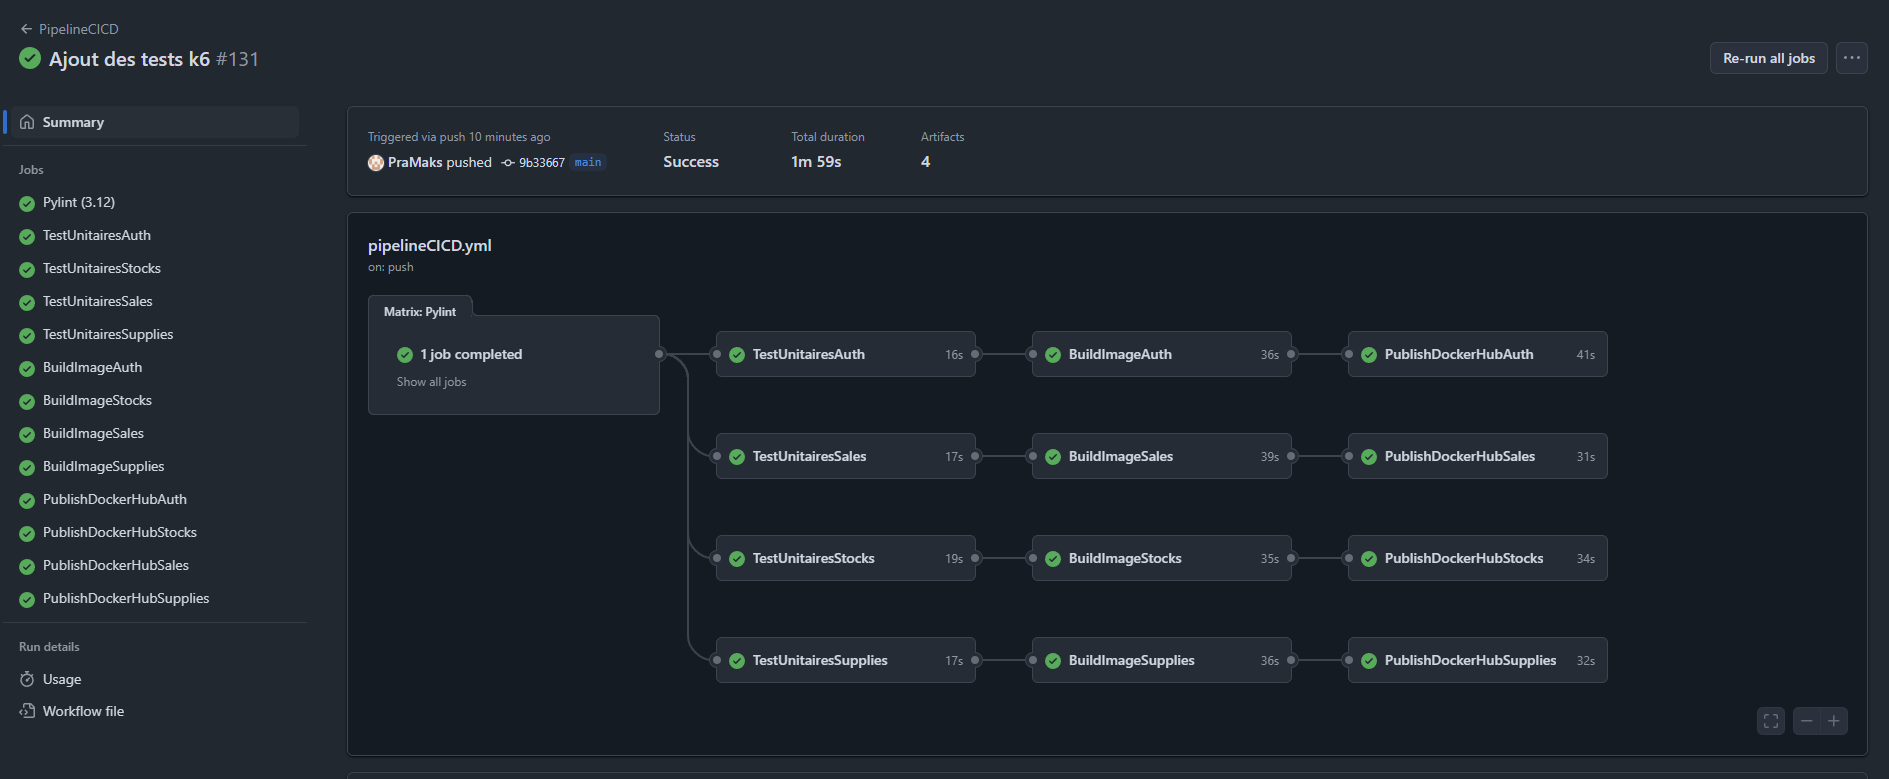 PipelineCICD
Ajout des tests k6 #131
Re-run all jobs
Summary
Jobs
Pylint (3.12)
TestUnitairesAuth
TestUnitairesStocks
TestUnitairesSales
TestUnitairesSupplies
BuildImageAuth
BuildImageStocks
BuildImageSales
BuildImageSupplies
PublishDockerHubAuth
PublishDockerHubStocks
PublishDockerHubSales
PublishDockerHubSupplies
Run details
Usage
Workflow file
Triggered via push 10 minutes ago
PraMaks pushed 9b33667 main
Status
Success
Total duration
1m 59s
Artifacts
4
pipelineCICD.yml
on: push
Matrix: Pylint
1 job completed
Show all jobs
TestUnitairesAuth 16s
BuildImageAuth 36s
PublishDockerHubAuth 41s
TestUnitairesSales 17s
BuildImageSales 39s
PublishDockerHubSales 31s
TestUnitairesStocks 19s
BuildImageStocks 35s
PublishDockerHubStocks 34s
TestUnitairesSupplies 17s
BuildImageSupplies 36s
PublishDockerHubSupplies 32s